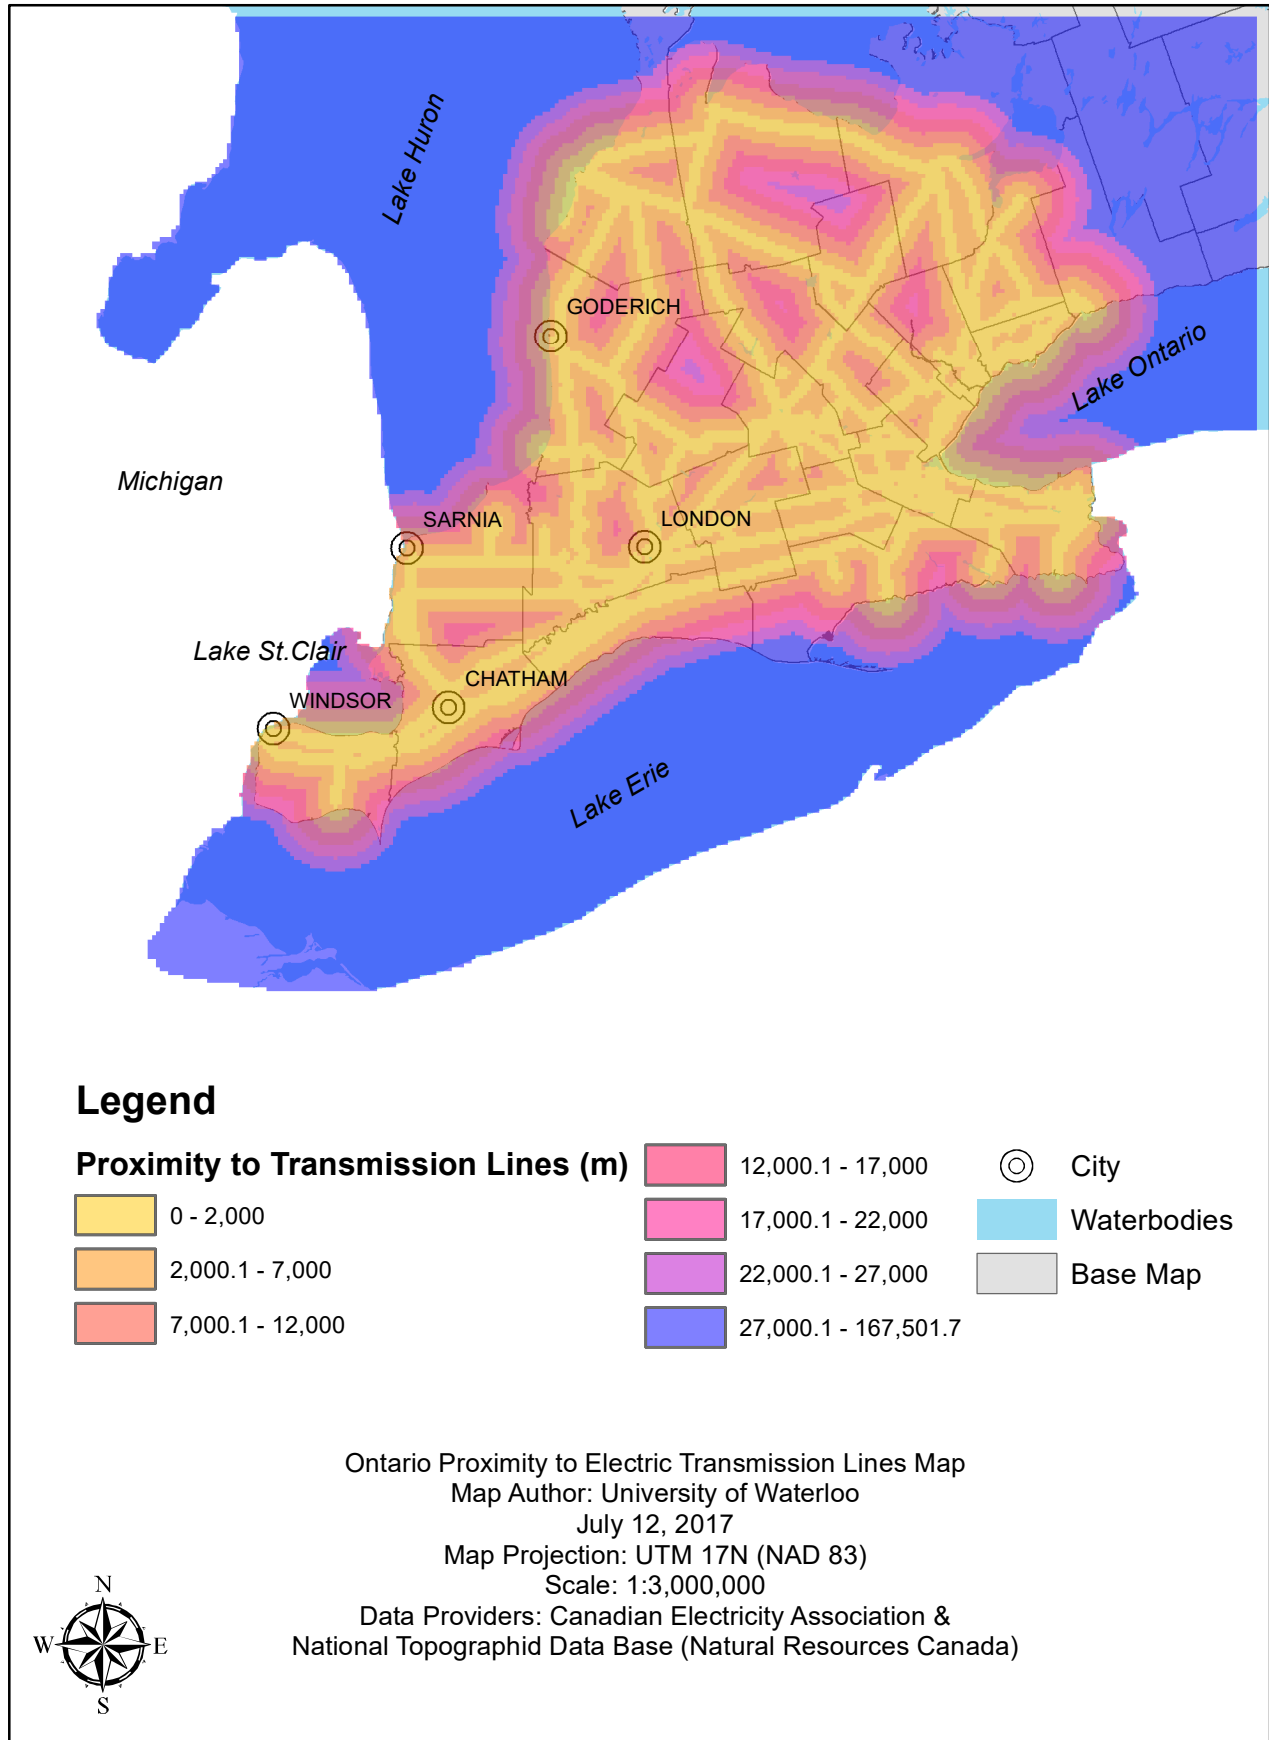 Lake Huron
GODERICH
Lake Ontario
Michigan
SARNIA
LONDON
Lake St.Clair
CHATHAM
WINDSOR
Lake Erie
Legend
Proximity to Transmission Lines (m)
0 - 2,000
2,000.1 - 7,000
7,000.1 - 12,000
12,000.1 - 17,000
17,000.1 - 22,000
22,000.1 - 27,000
27,000.1 - 167,501.7
City
Waterbodies
Base Map
Ontario Proximity to Electric Transmission Lines Map
Map Author: University of Waterloo
July 12, 2017
Map Projection: UTM 17N (NAD 83)
Scale: 1:3,000,000
Data Providers: Canadian Electricity Association &
National Topographid Data Base (Natural Resources Canada)
N
W E
S